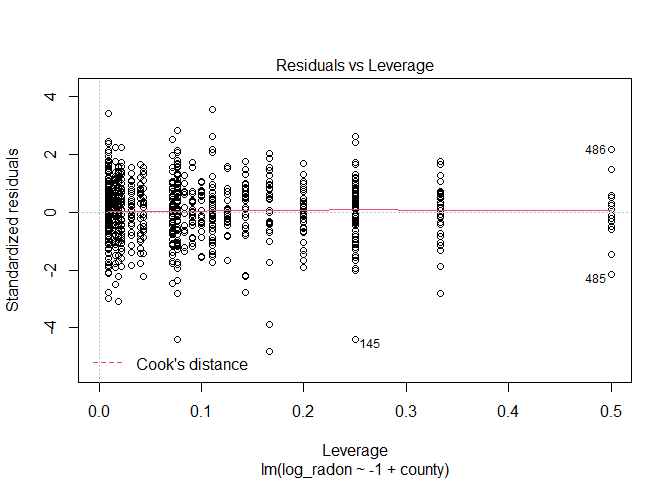 Residuals vs Leverage
Standardized residuals
4
2
0
-2
-4
486
485
145
Cook's distance
0.0 0.1 0.2 0.3 0.4 0.5
Leverage
lm(log_radon ~ -1 + county)